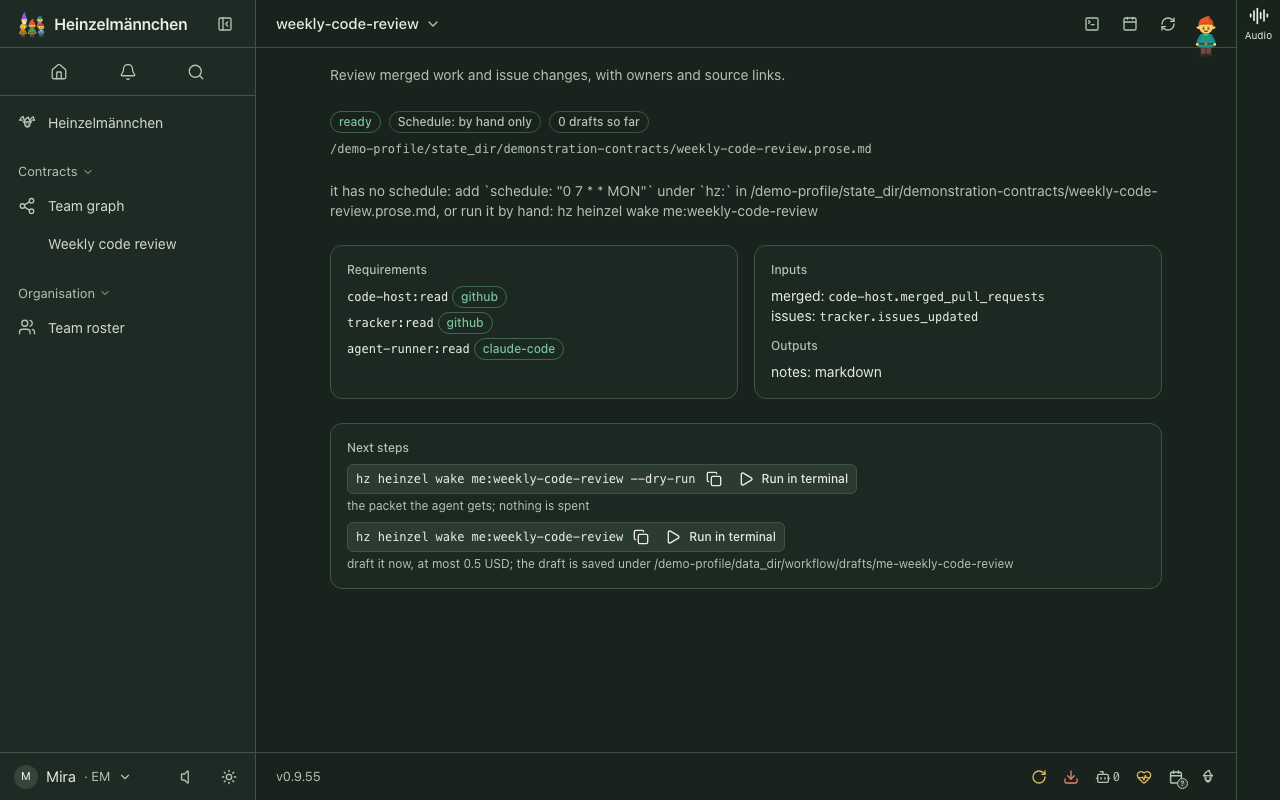 Heinzelmännchen
weekly-code-review
Audio
Heinzelmännchen
Contracts
Team graph
Weekly code review
Organisation
Team roster
Review merged work and issue changes, with owners and source links.
ready Schedule: by hand only 0 drafts so far
/demo-profile/state_dir/demonstration-contracts/weekly-code-review.prose.md
it has no schedule: add `schedule: "0 7 * * MON"` under `hz:` in /demo-profile/state_dir/demonstration-contracts/weekly-code-
review.prose.md, or run it by hand: hz heinzel wake me:weekly-code-review
Requirements
code-host:read github
tracker:read github
agent-runner:read claude-code
Inputs
merged: code-host.merged_pull_requests
issues: tracker.issues_updated
Outputs
notes: markdown
Next steps
hz heinzel wake me:weekly-code-review --dry-run Run in terminal
the packet the agent gets; nothing is spent
hz heinzel wake me:weekly-code-review Run in terminal
draft it now, at most 0.5 USD; the draft is saved under /demo-profile/data_dir/workflow/drafts/me-weekly-code-review
M Mira · EM
v0.9.55
0
?